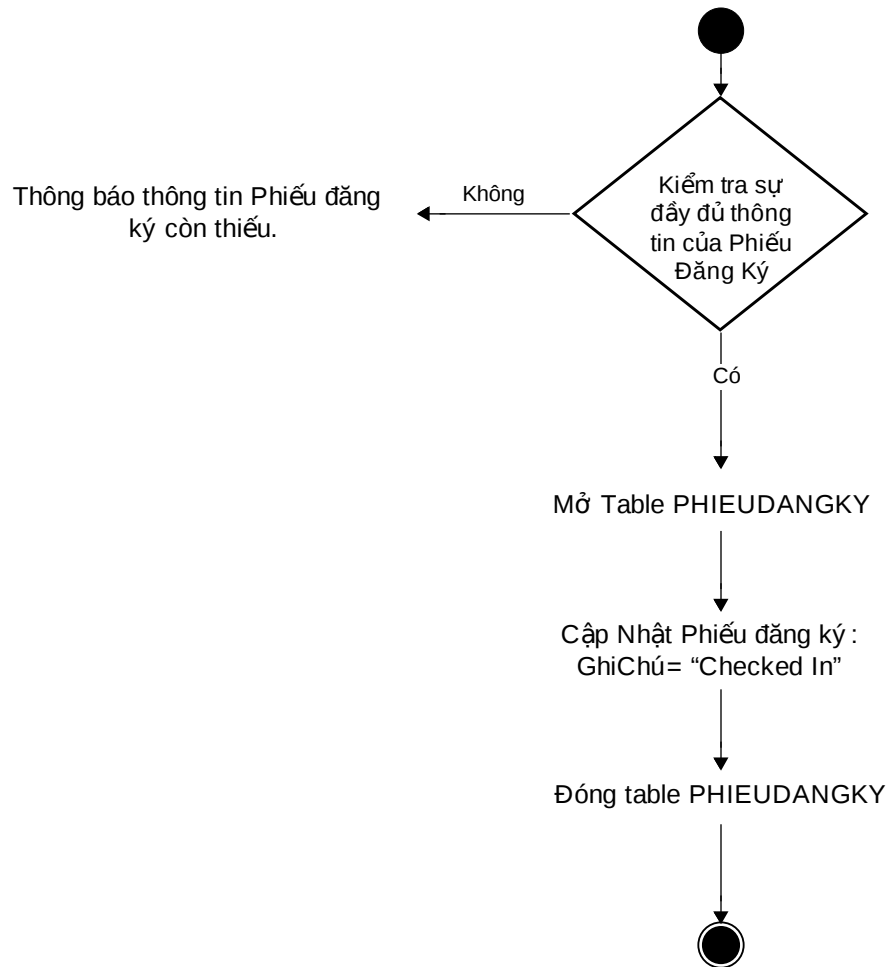 Kiểm tra sự
đầy đủ thông
tin của Phiếu
Đăng Ký
Không
Thông báo thông tin Phiếu đăng
ký còn thiếu.
Có
Mở Table PHIEUDANGKY
Cập Nhật Phiếu đăng ký :
GhiChú= “Checked In”
Đóng table PHIEUDANGKY